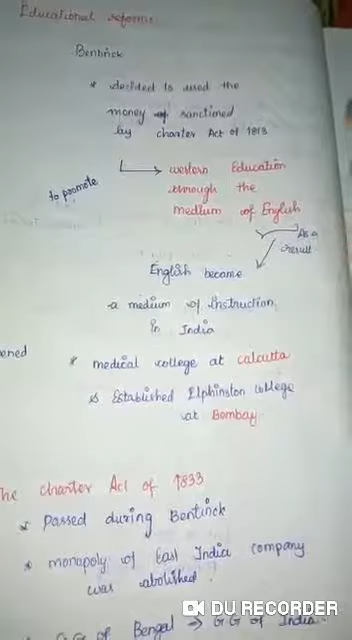 Educational reforms
Bentinck
* decided to used the
money of sanctioned
by charter Act of 1813
to promote
western Education
through the
medium of English
As a
result
English become
a medium of instruction
in India
ened
* medical college at calcutta
* Established Elphinston college
at Bombay
he charter Act of 1833
* Passed during Bentinck
* monopoly of East India company
was abolished.
G.G of Bengal → G.G of India.
DU RECORDER